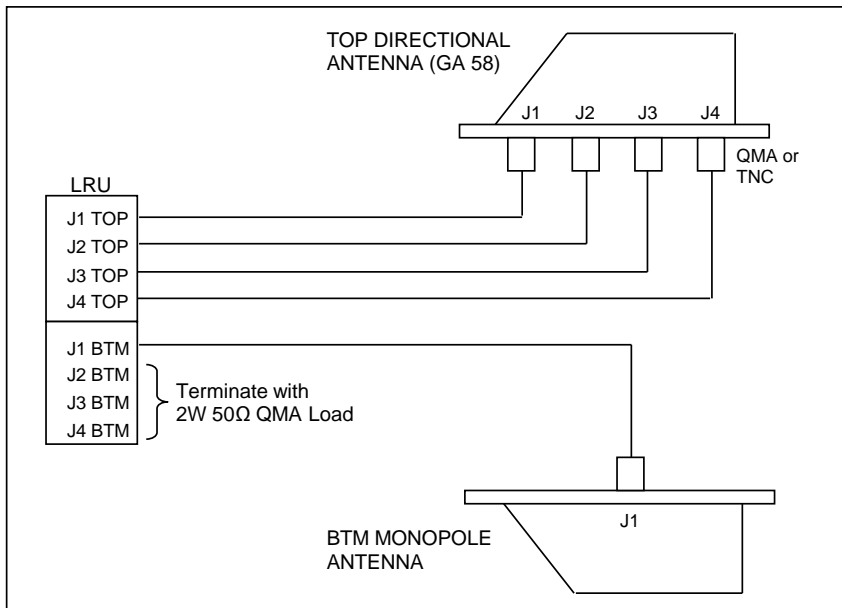 TOP DIRECTIONAL
ANTENNA (GA 58)
J1 J2 J3 J4
QMA or
TNC
LRU
J1 TOP
J2 TOP
J3 TOP
J4 TOP
J1 BTM
J2 BTM
J3 BTM
J4 BTM
Terminate with
2W 50Ω QMA Load
J1
BTM MONOPOLE
ANTENNA